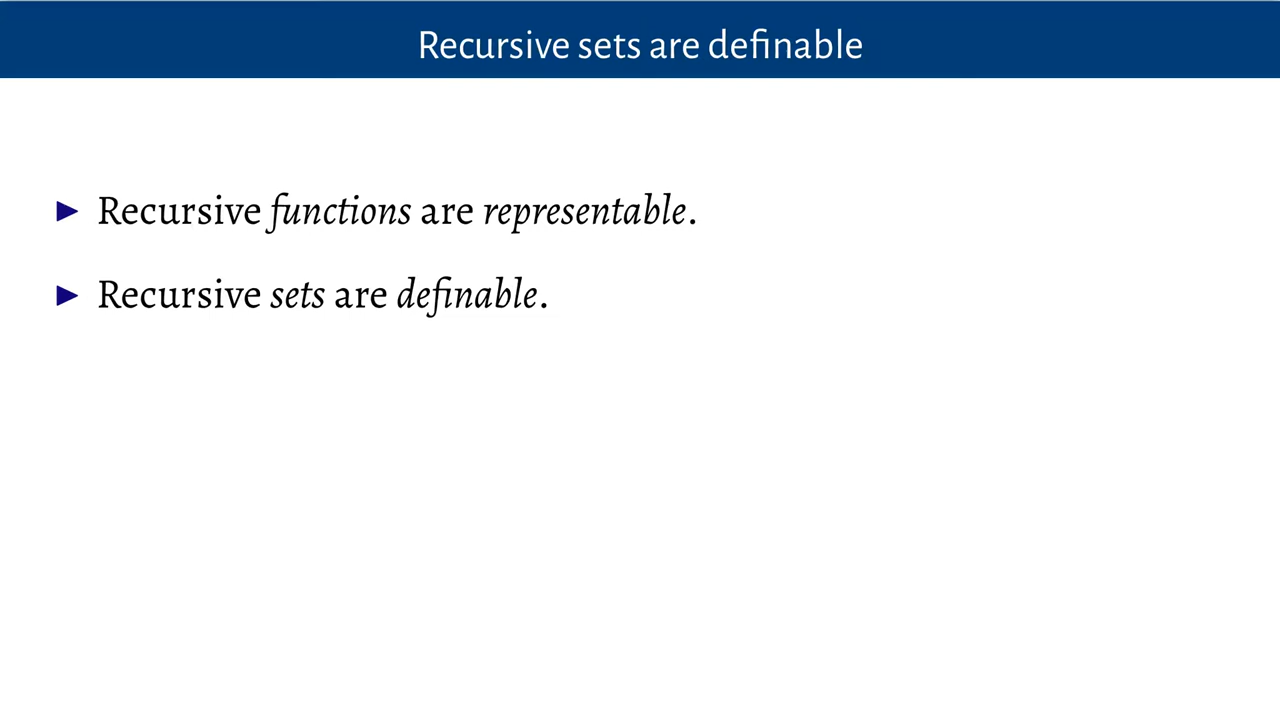 Recursive sets are definable
▶ Recursive functions are representable.
▶ Recursive sets are definable.